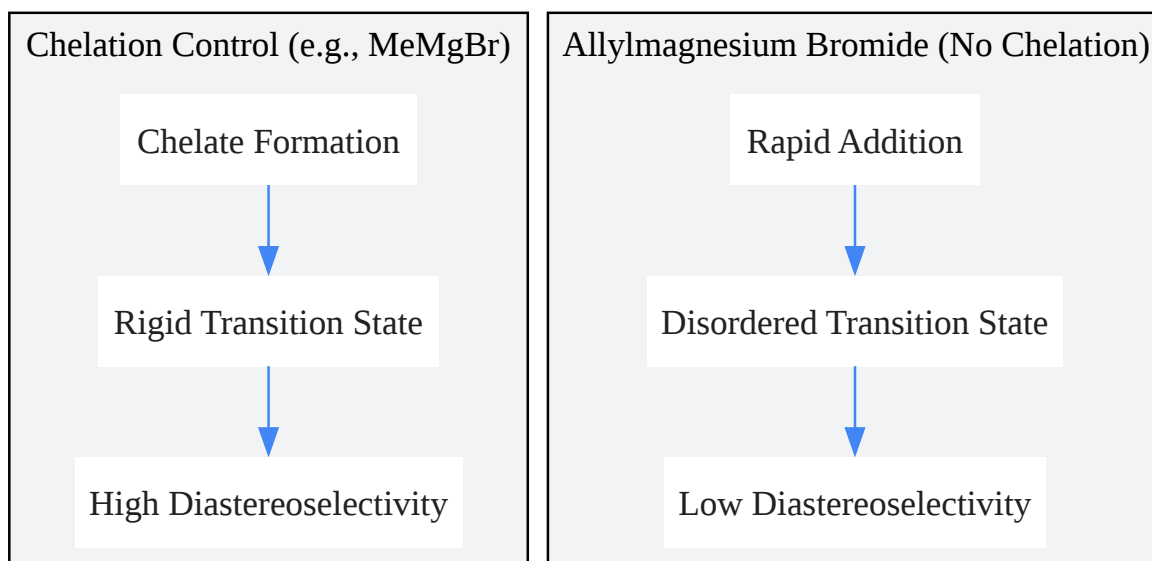 Chelation Control (e.g., MeMgBr)
Chelate Formation
Rigid Transition State
High Diastereoselectivity
Allylmagnesium Bromide (No Chelation)
Rapid Addition
Disordered Transition State
Low Diastereoselectivity